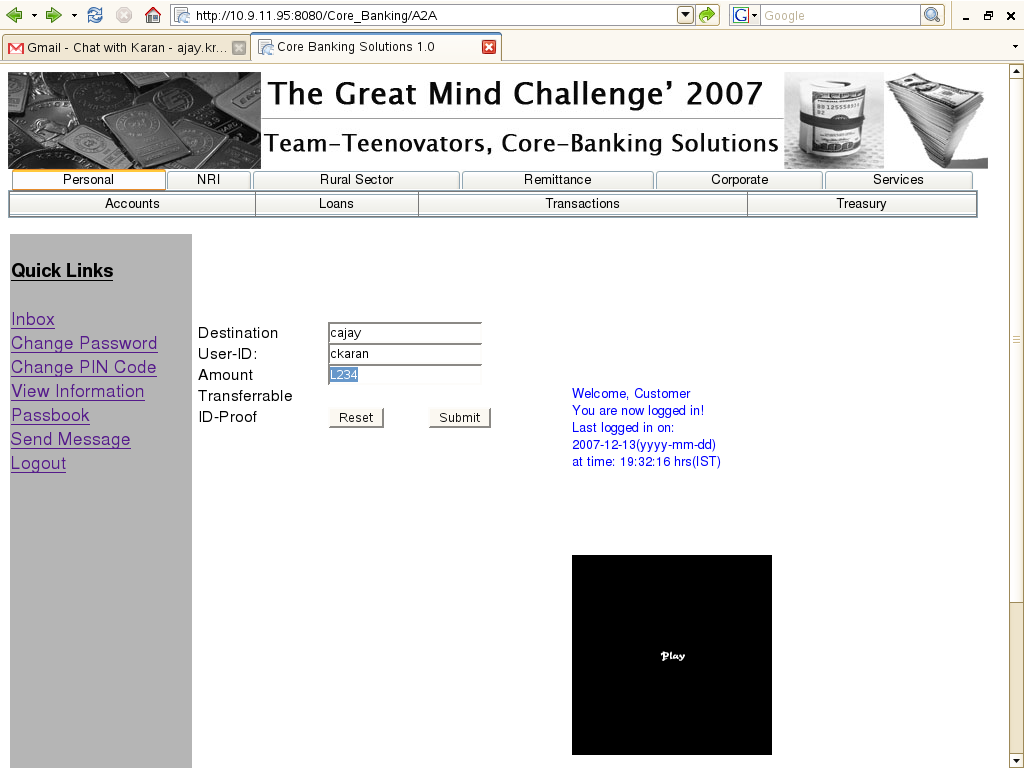 http://10.9.11.95:8080/Core_Banking/A2A
Google
Gmail - Chat with Karan - ajay.kr...
Core Banking Solutions 1.0
The Great Mind Challenge' 2007
Team-Teenovators, Core-Banking Solutions
Personal NRI Rural Sector Remittance Corporate Services
Accounts Loans Transactions Treasury
Quick Links
Inbox
Change Password
Change PIN Code
View Information
Passbook
Send Message
Logout
Destination cajay
User-ID: ckaran
Amount L234
Transferrable
ID-Proof Reset Submit
Welcome, Customer
You are now logged in!
Last logged in on:
2007-12-13(yyyy-mm-dd)
at time: 19:32:16 hrs(IST)
Play